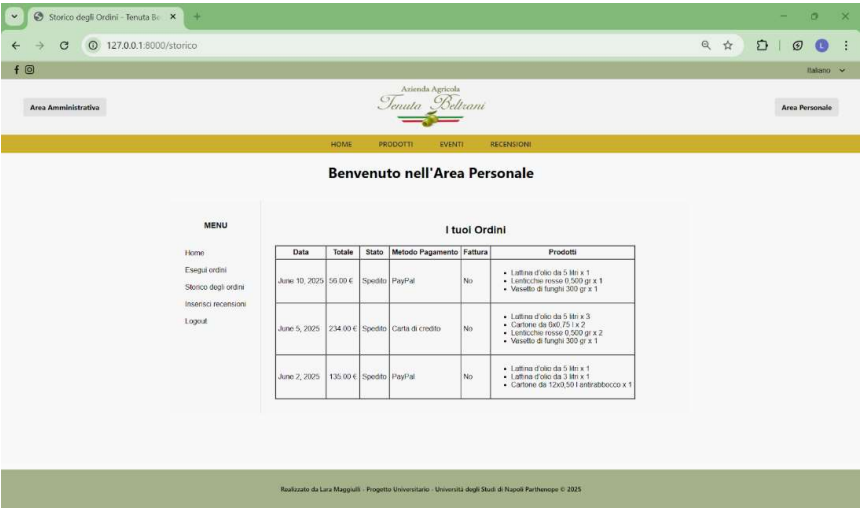 Storico degli Ordini - Tenuta Be
127.0.0.1:8000/storico
L
Italiano
Area Amministrativa
Azienda Agricola
Tenuta Beltrani
Area Personale
HOME PRODOTTI EVENTI RECENSIONI
Benvenuto nell'Area Personale
MENU
Home
Esegui ordini
Storico degli ordini
Inserisci recensioni
Logout
I tuoi Ordini
Data Totale Stato Metodo Pagamento Fattura Prodotti
June 10, 2025 56.00 € Spedito PayPal No
Lattina d'olio da 5 litri x 1
Lenticchie rosse 0,500 gr x 1
Vasetto di funghi 300 gr x 1
June 5, 2025 234.00 € Spedito Carta di credito No
Lattina d'olio da 5 litri x 3
Cartone da 6x0,75 l x 2
Lenticchie rosse 0,500 gr x 2
Vasetto di funghi 300 gr x 1
June 2, 2025 135.00 € Spedito PayPal No
Lattina d'olio da 5 litri x 1
Lattina d'olio da 3 litri x 1
Cartone da 12x0,50 l antirabbocco x 1
Realizzato da Lara Maggiulli - Progetto Universitario - Università degli Studi di Napoli Parthenope © 2025